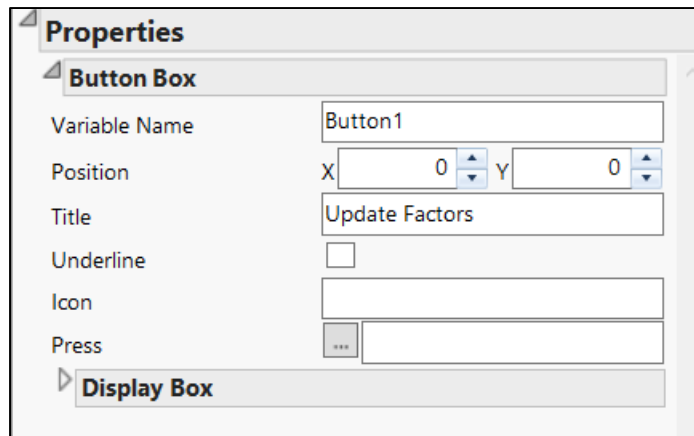 Properties
Button Box
Variable Name Button1
Position X 0 Y 0
Title Update Factors
Underline
Icon
Press ...
Display Box